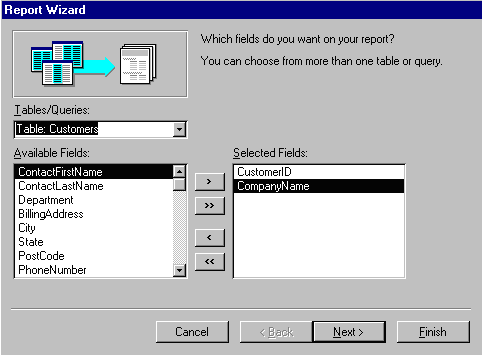 Report Wizard
Which fields do you want on your report?
You can choose from more than one table or query.
Tables/Queries:
Table: Customers
Available Fields:
ContactFirstName
ContactLastName
Department
BillingAddress
City
State
PostCode
PhoneNumber
>
>>
<
<<
Selected Fields:
CustomerID
CompanyName
Cancel
< Back
Next >
Finish